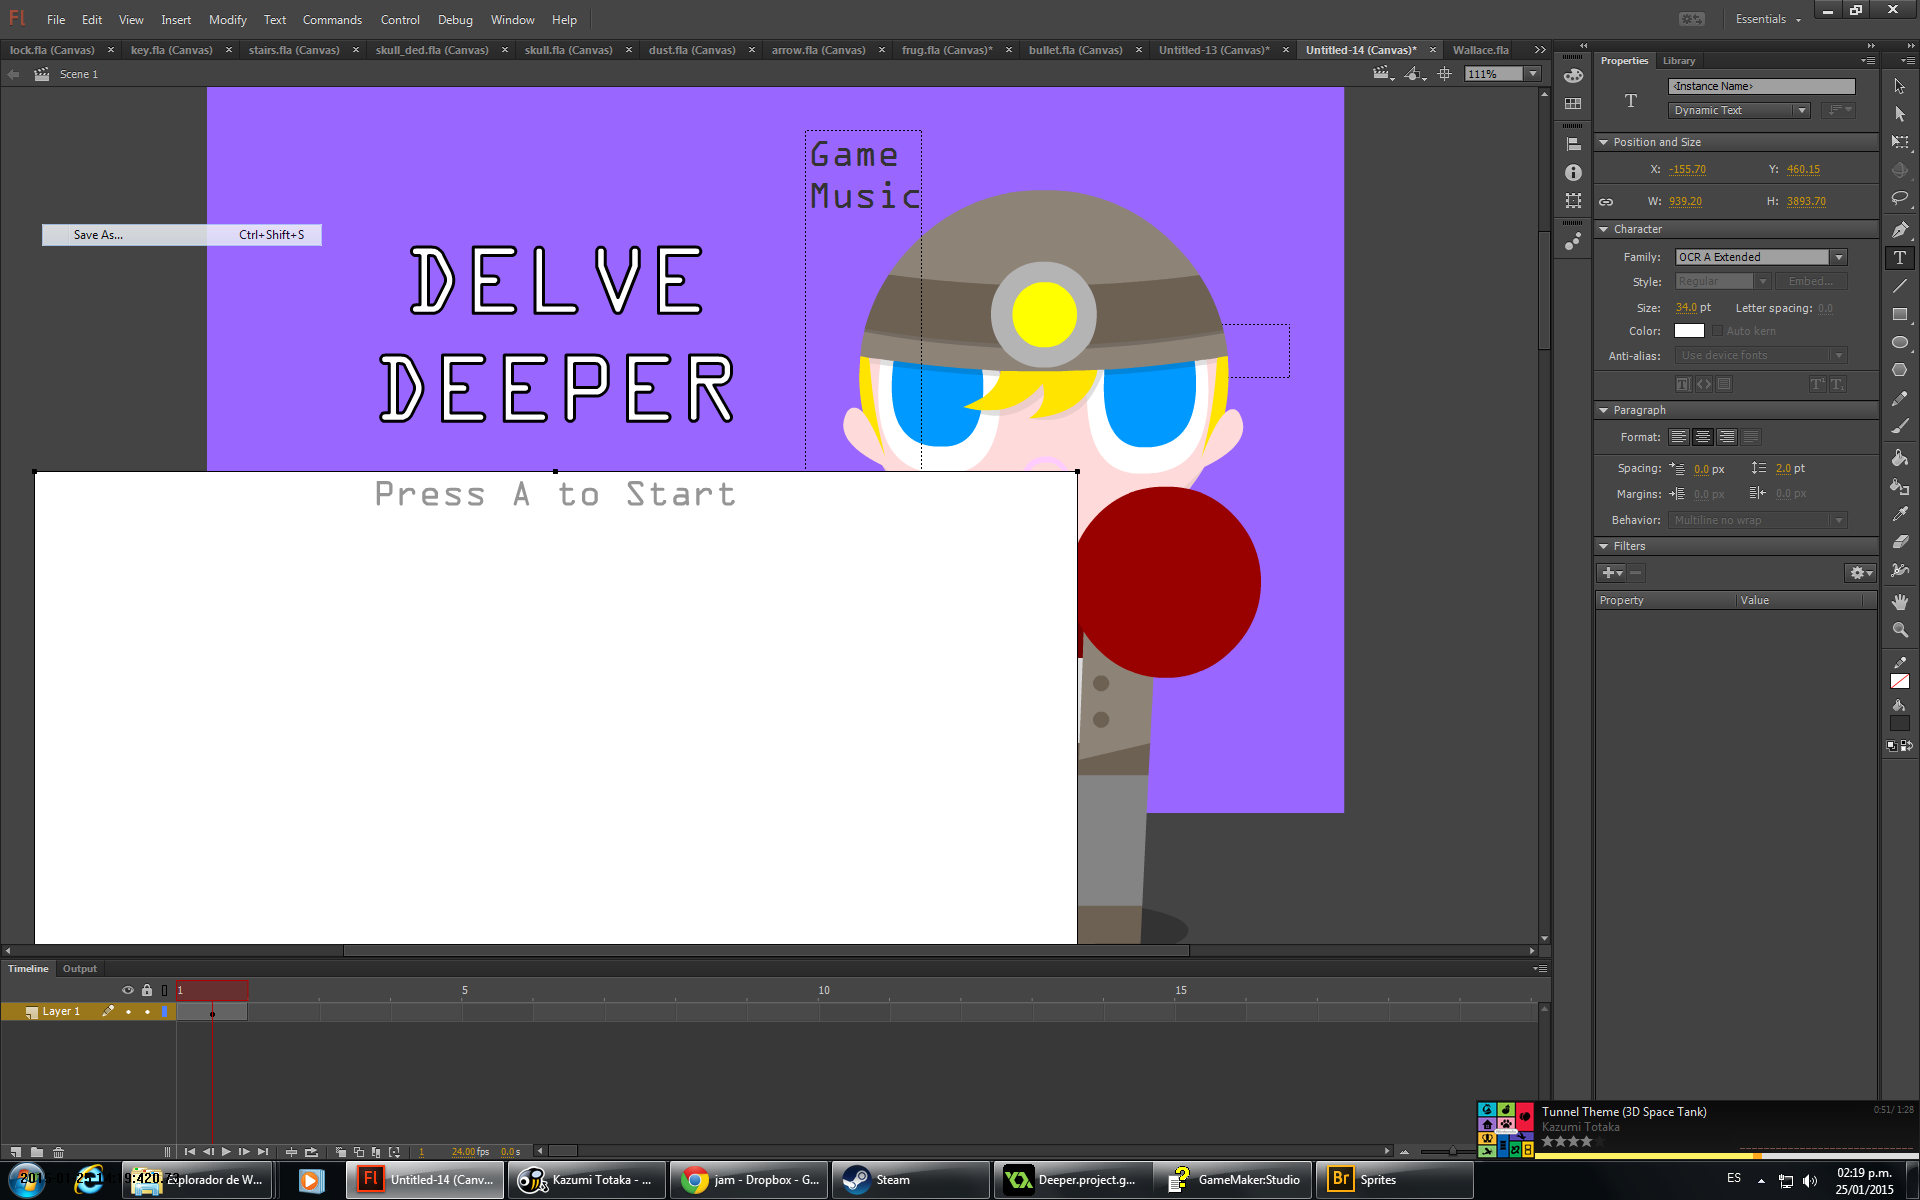 Fl File Edit View Insert Modify Text Commands Control Debug Window Help Essentials
lock.fla (Canvas) key.fla (Canvas) stairs.fla (Canvas) skull_ded.fla (Canvas) skull.fla (Canvas) dust.fla (Canvas) arrow.fla (Canvas) frug.fla (Canvas)* bullet.fla (Canvas) Untitled-13 (Canvas)* Untitled-14 (Canvas)* Wallace.fla
Scene 1 111%
Game
Music
Save As... Ctrl+Shift+S
DELVE
DEEPER
Press A to Start
Properties Library
<Instance Name>
T Dynamic Text
Position and Size
X: -155.70 Y: 460.15
W: 939.20 H: 3893.70
Character
Family: OCR A Extended
Style: Regular Embed...
Size: 34.0 pt Letter spacing: 0.0
Color: Auto kern
Anti-alias: Use device fonts
Paragraph
Format:
Spacing: 0.0 px 2.0 pt
Margins: 0.0 px 0.0 px
Behavior: Multiline no wrap
Filters
Property Value
Timeline Output
1 5 10 15
Layer 1
1 24.00 fps 0.0 s
Tunnel Theme (3D Space Tank) 0:51/ 1:28
Kazumi Totaka
Explorador de W... Untitled-14 (Canv... Kazumi Totaka - ... jam - Dropbox - G... Steam Deeper.project.g... GameMaker:Studio Sprites
ES 02:19 p.m.
25/01/2015